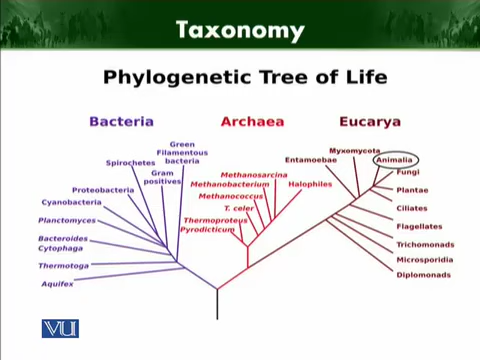 Taxonomy
Phylogenetic Tree of Life
Bacteria
Archaea
Eucarya
Green
Filamentous
bacteria
Spirochetes
Gram
positives
Proteobacteria
Cyanobacteria
Planctomyces
Bacteroides
Cytophaga
Thermotoga
Aquifex
Methanosarcina
Methanobacterium
Halophiles
Methanococcus
T. celer
Thermoproteus
Pyrodicticum
Myxomycota
Entamoebae
Animalia
Fungi
Plantae
Ciliates
Flagellates
Trichomonads
Microsporidia
Diplomonads
VU